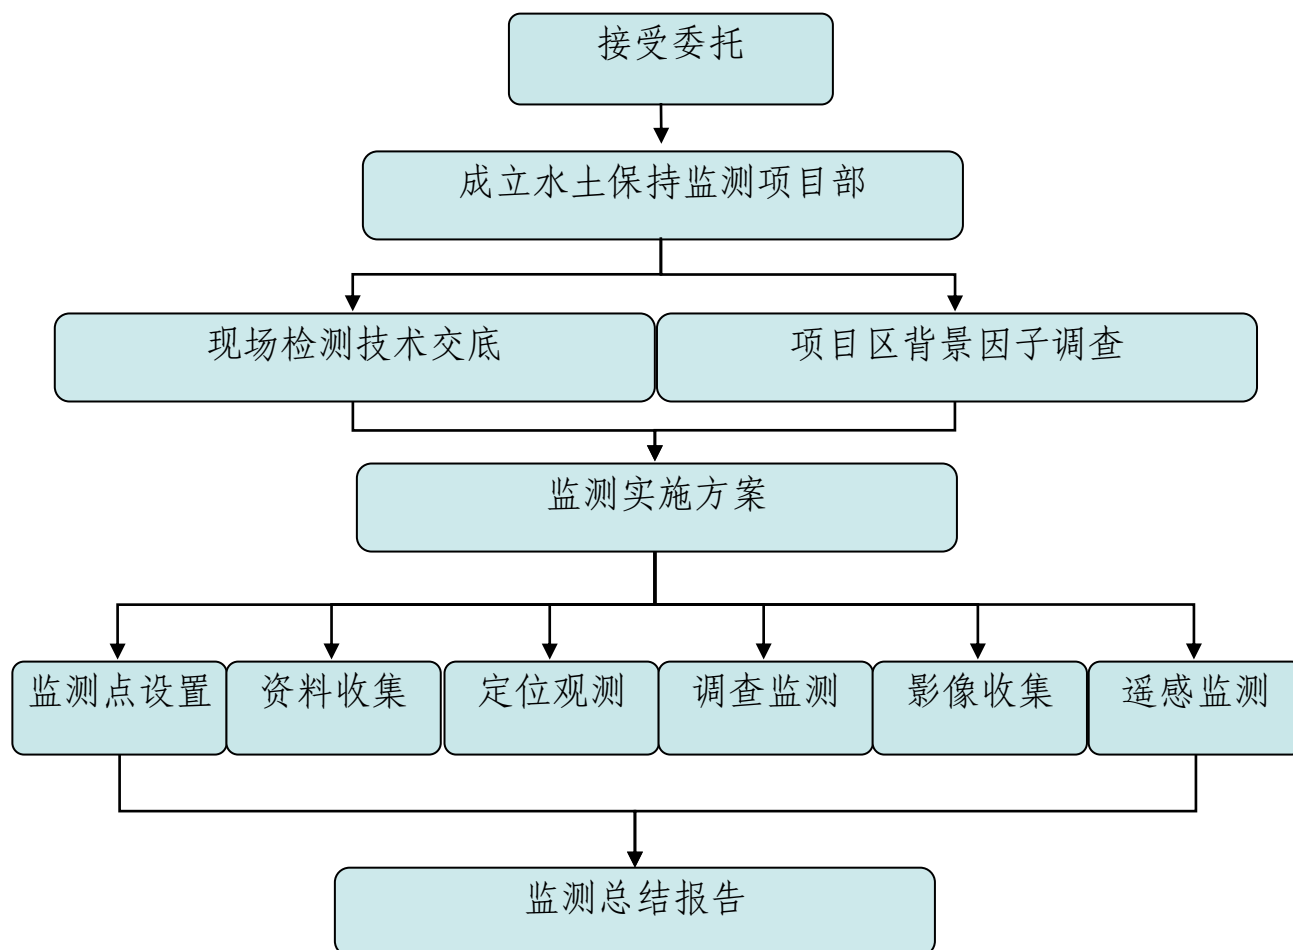 接受委托
成立水土保持监测项目部
现场检测技术交底
项目区背景因子调查
监测实施方案
监测点设置
资料收集
定位观测
调查监测
影像收集
遥感监测
监测总结报告